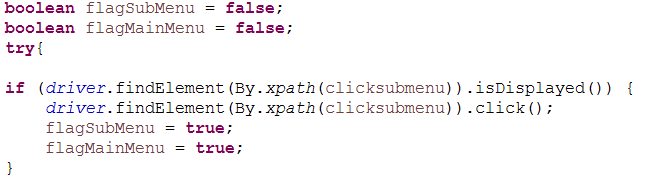 boolean flagSubMenu = false;
boolean flagMainMenu = false;
try{
if (driver.findElement(By.xpath(clicksubmenu)).isDisplayed()) {
driver.findElement(By.xpath(clicksubmenu)).click();
flagSubMenu = true;
flagMainMenu = true;
}